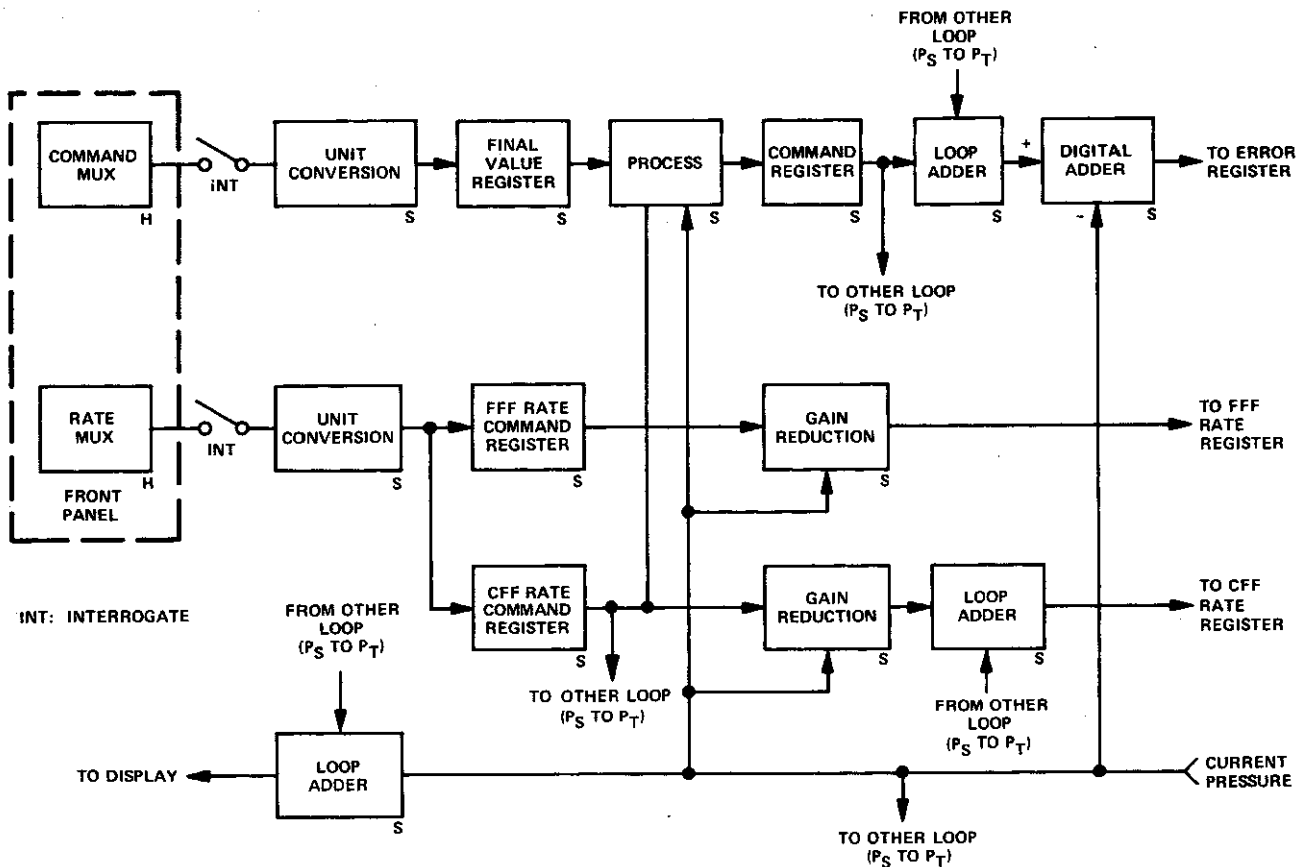 FROM OTHER
LOOP
(PS TO PT)
COMMAND
MUX
H
INT
UNIT
CONVERSION
S
FINAL
VALUE
REGISTER
S
PROCESS
S
COMMAND
REGISTER
S
LOOP
ADDER
S
+
DIGITAL
ADDER
-
S
TO ERROR
REGISTER
TO OTHER LOOP
(PS TO PT)
RATE
MUX
H
FRONT
PANEL
INT
UNIT
CONVERSION
S
FFF RATE
COMMAND
REGISTER
S
GAIN
REDUCTION
S
TO FFF
RATE
REGISTER
INT: INTERROGATE
CFF RATE
COMMAND
REGISTER
S
GAIN
REDUCTION
S
LOOP
ADDER
S
TO CFF
RATE
REGISTER
FROM OTHER
LOOP
(PS TO PT)
TO OTHER LOOP
(PS TO PT)
FROM OTHER
LOOP
(PS TO PT)
TO DISPLAY
LOOP
ADDER
S
CURRENT
PRESSURE
TO OTHER LOOP
(PS TO PT)